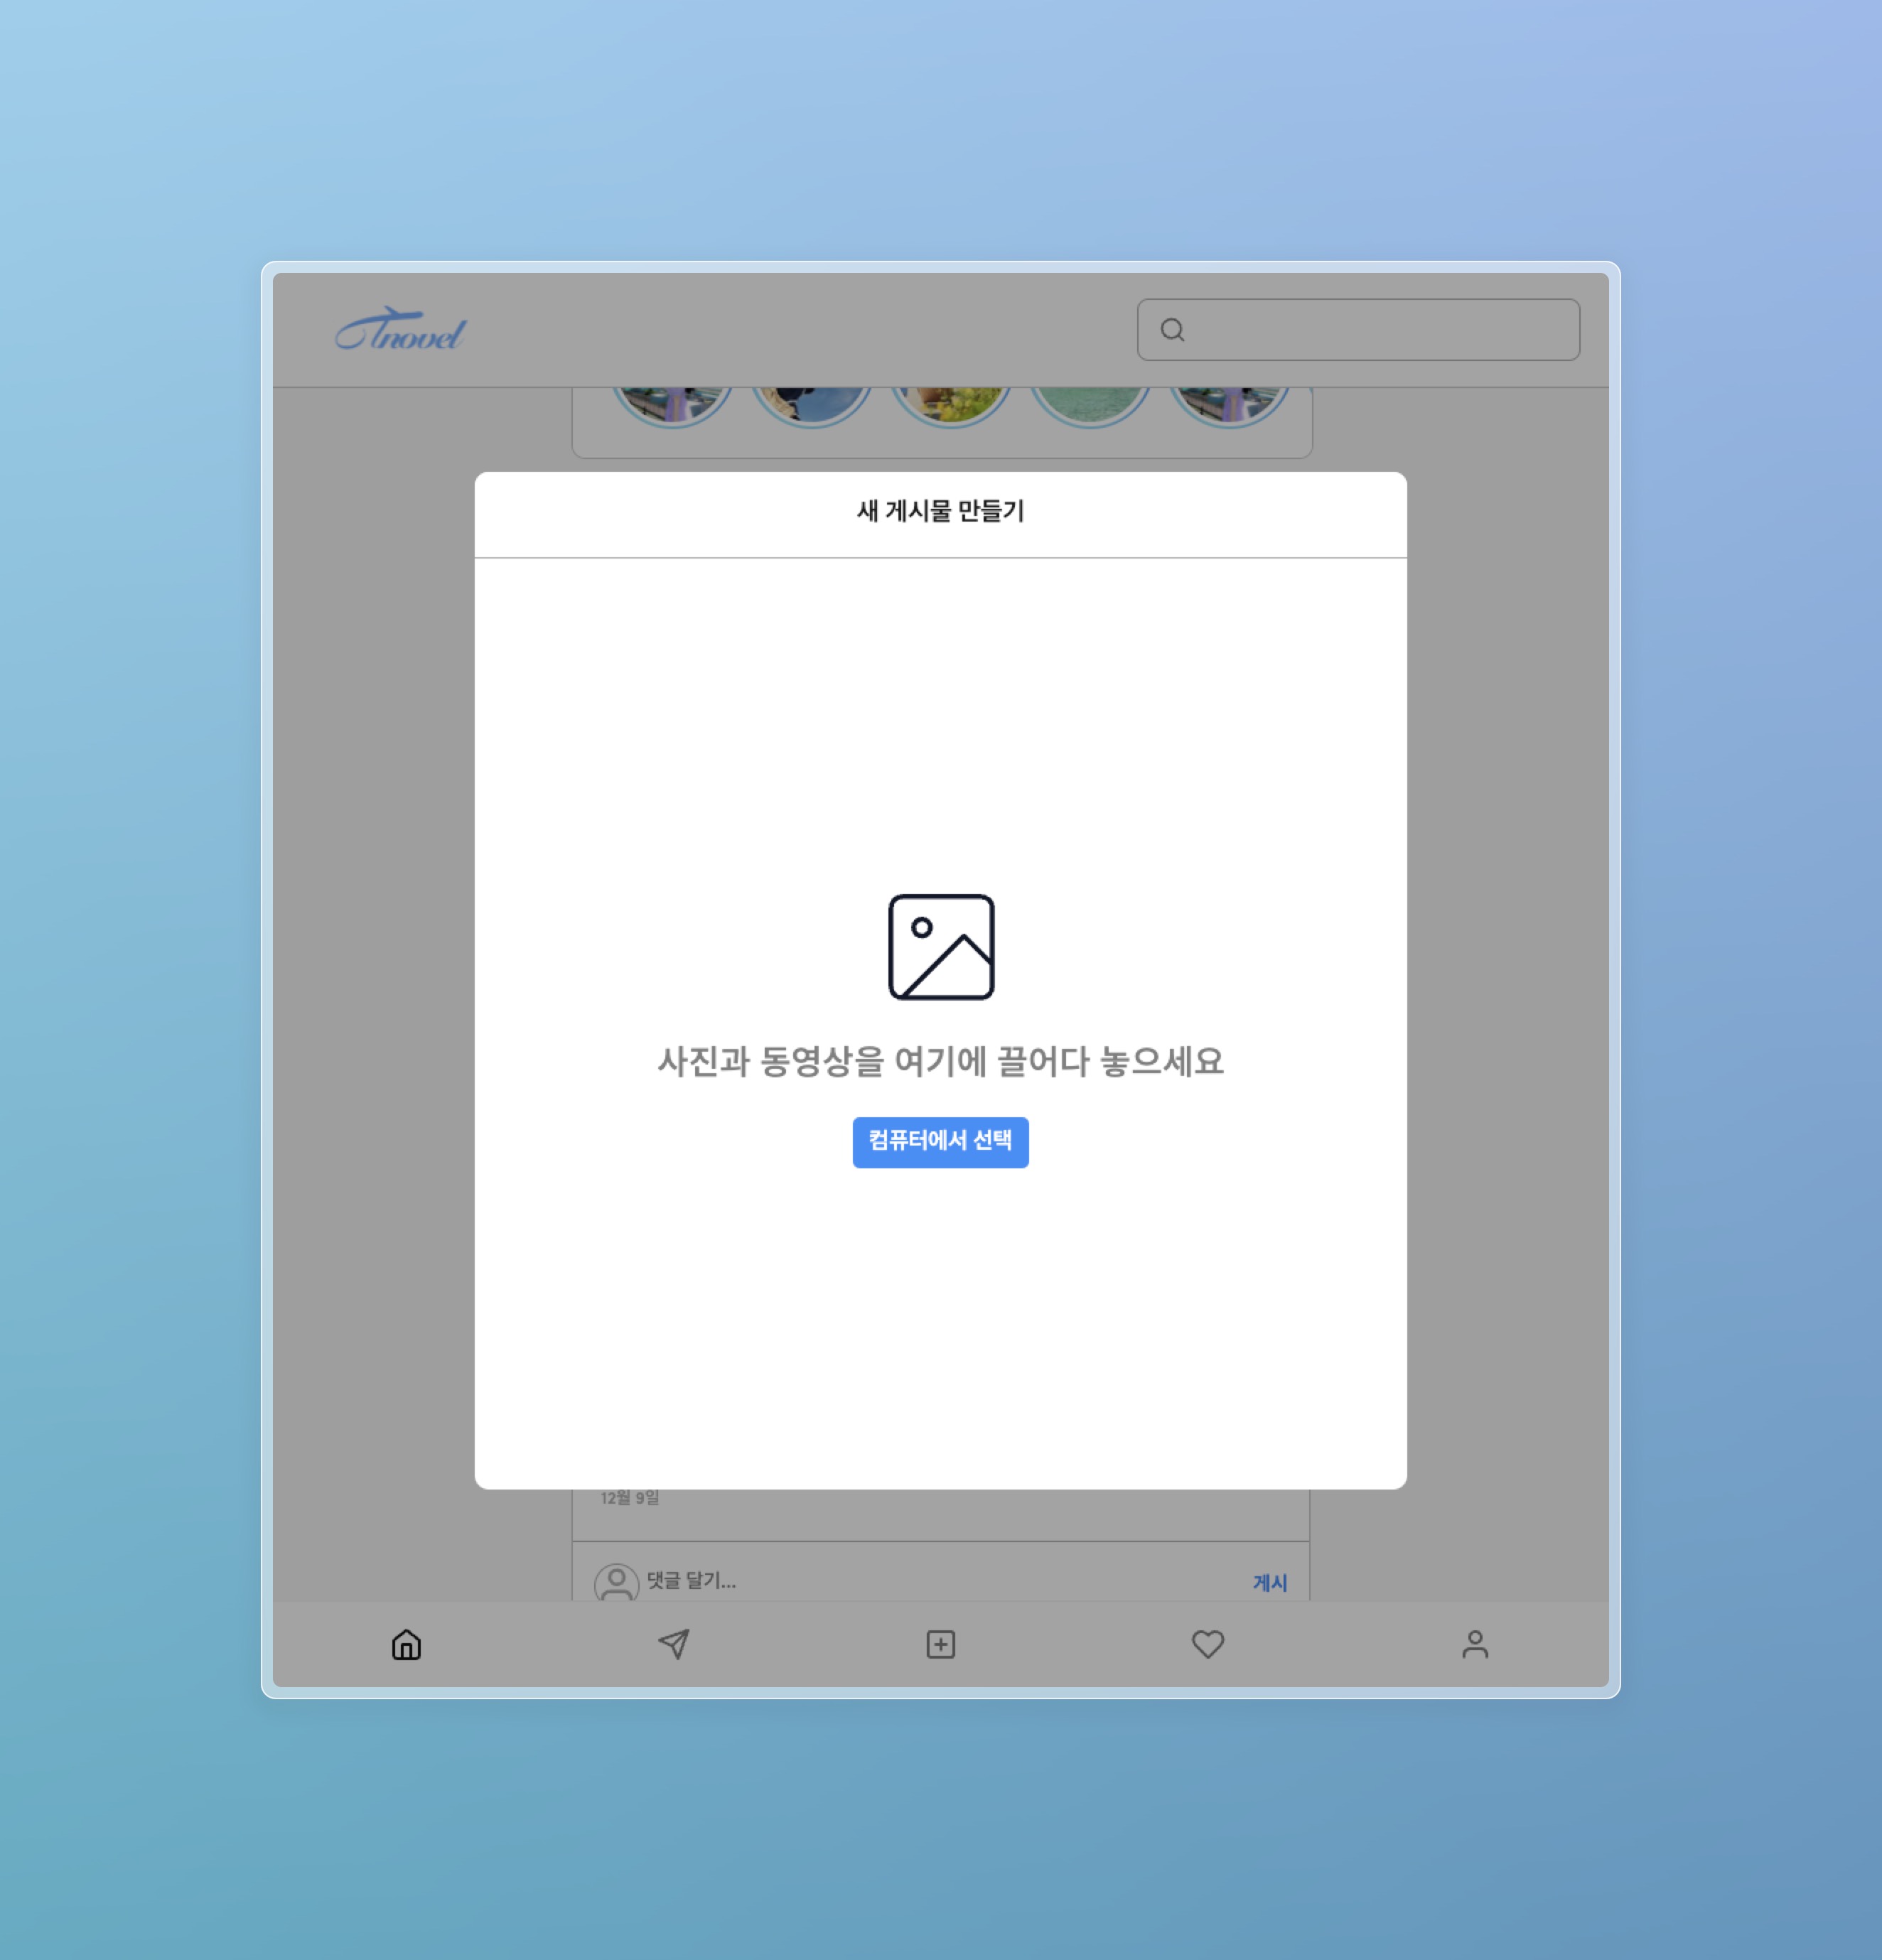 Tnovel
새 게시물 만들기
사진과 동영상을 여기에 끌어다 놓으세요
컴퓨터에서 선택
12월 9일
댓글 달기... 게시